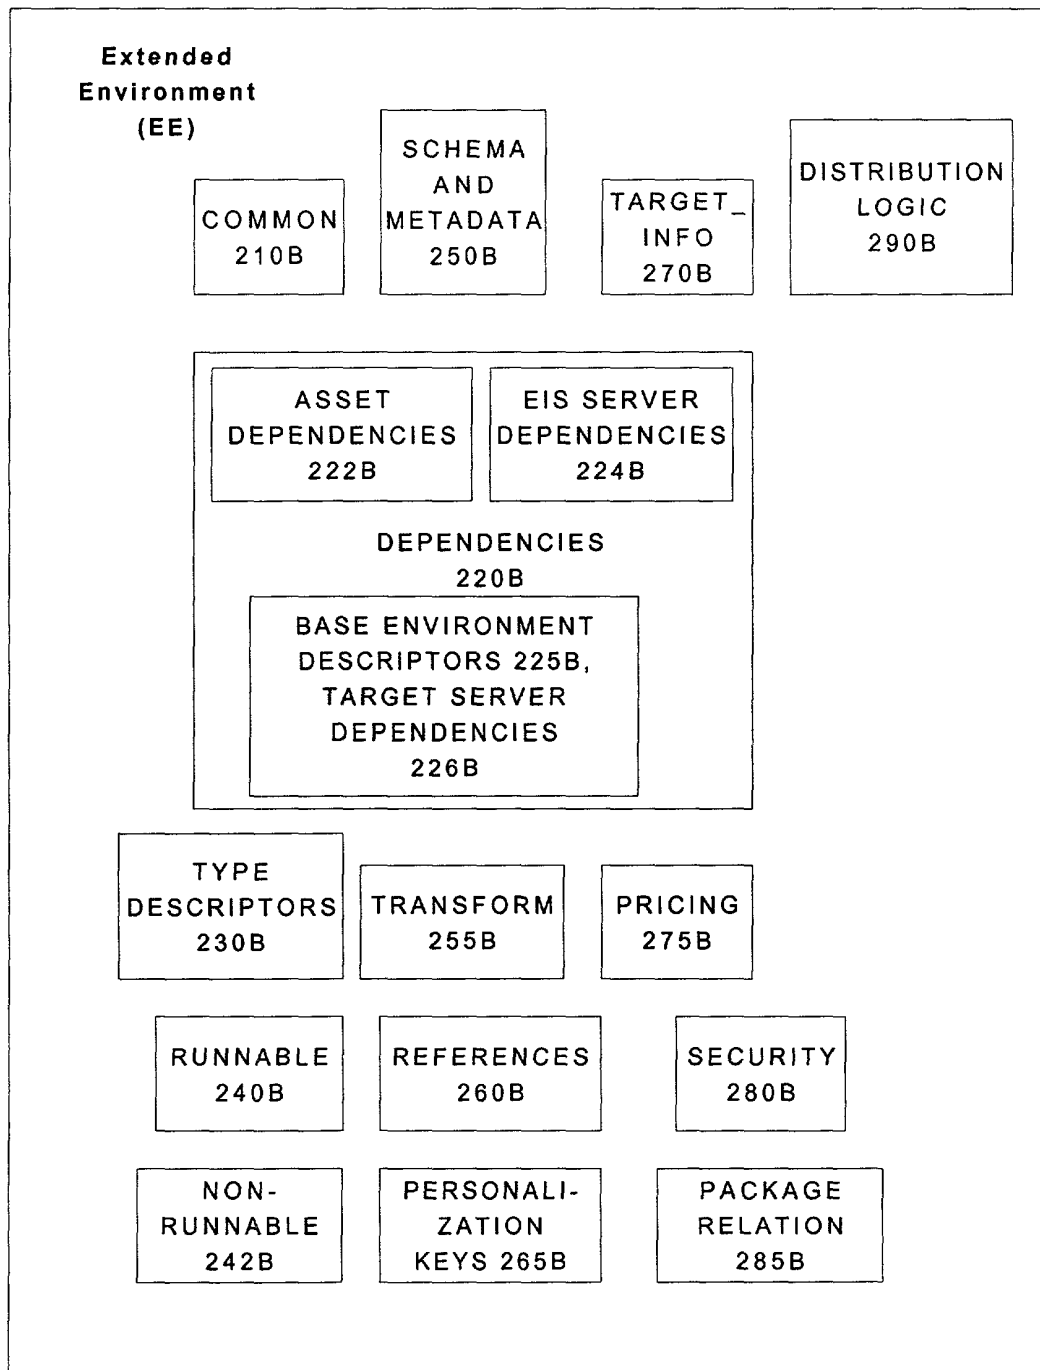 Extended
Environment
(EE)
COMMON
210B
SCHEMA
AND
METADATA
250B
TARGET_
INFO
270B
DISTRIBUTION
LOGIC
290B
ASSET
DEPENDENCIES
222B
EIS SERVER
DEPENDENCIES
224B
DEPENDENCIES
220B
BASE ENVIRONMENT
DESCRIPTORS 225B,
TARGET SERVER
DEPENDENCIES
226B
TYPE
DESCRIPTORS
230B
TRANSFORM
255B
PRICING
275B
RUNNABLE
240B
REFERENCES
260B
SECURITY
280B
NON-
RUNNABLE
242B
PERSONALI-
ZATION
KEYS 265B
PACKAGE
RELATION
285B